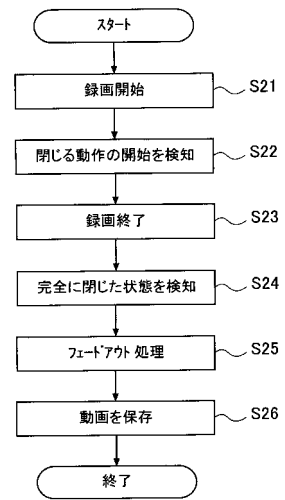 スタート
録画開始 S21
閉じる動作の開始を検知 S22
録画終了 S23
完全に閉じた状態を検知 S24
フェードアウト処理 S25
動画を保存 S26
終了